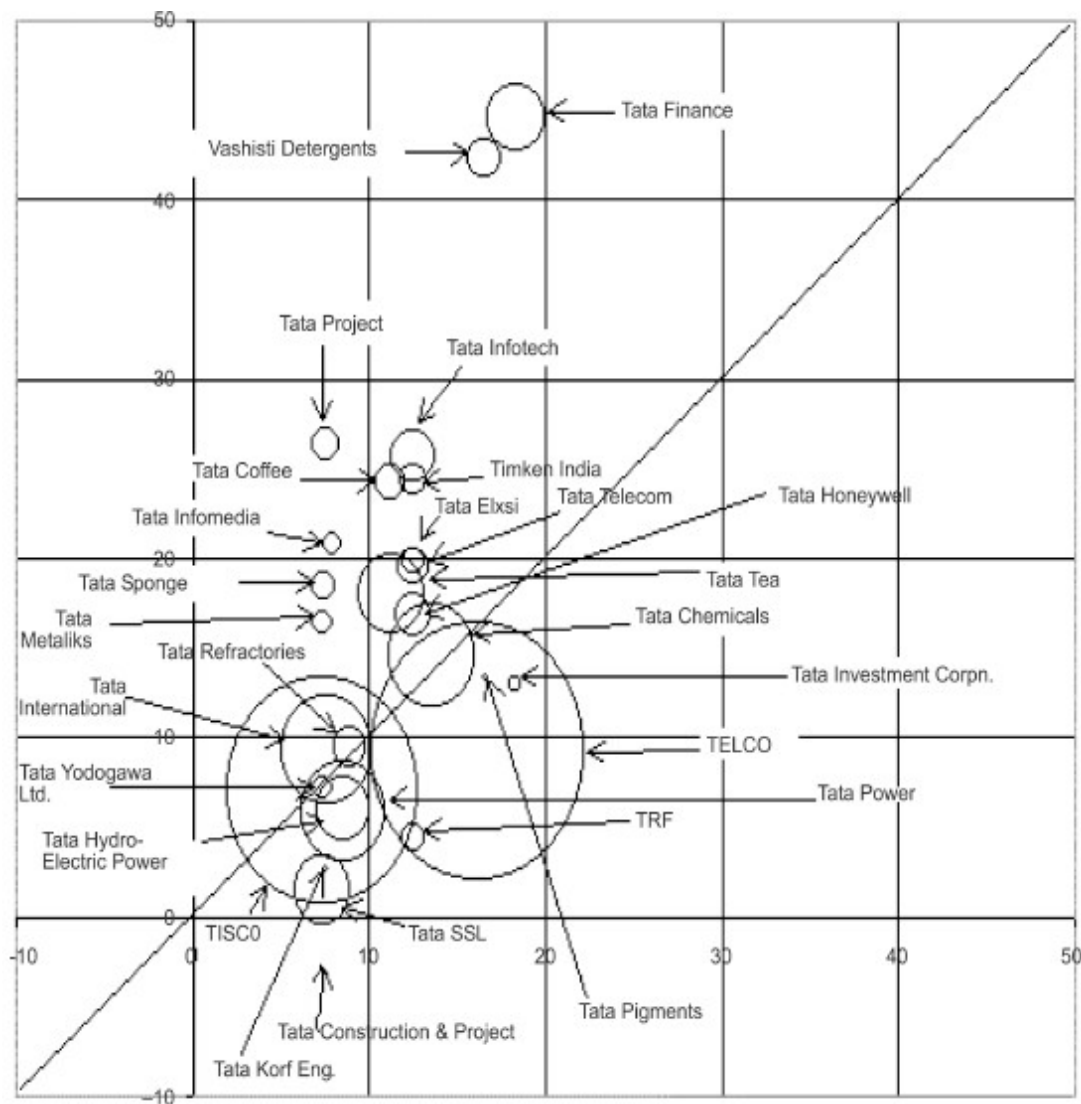 50
Tata Finance
Vashisti Detergents
40
Tata Project
Tata Infotech
30
Tata Coffee
Timken India
Tata Elxsi
Tata Telecom
Tata Honeywell
Tata Infomedia
20
Tata Sponge
Tata Tea
Tata
Metaliks
Tata Chemicals
Tata Refractories
Tata Investment Corpn.
Tata
International
10
TELCO
Tata Yodogawa
Ltd.
Tata Power
TRF
Tata Hydro-
Electric Power
TISC0
Tata SSL
0
-10
0
10
20
30
40
50
Tata Pigments
Tata Construction & Project
Tata Korf Eng.
–10